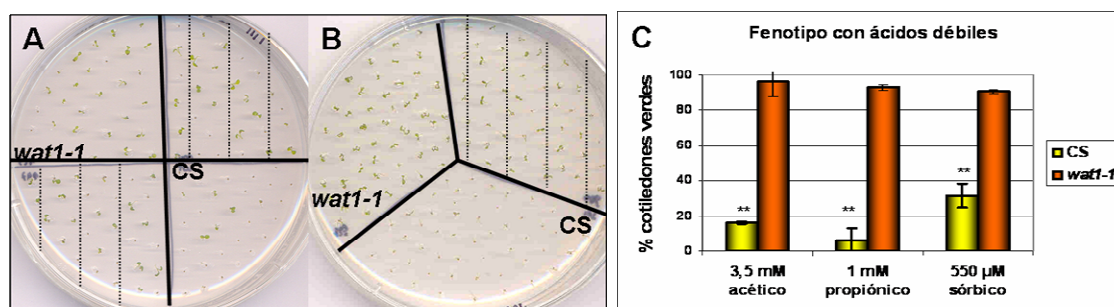 A
wat1-1
CS
B
wat1-1
CS
C
Fenotipo con ácidos débiles
% cotiledones verdes
100
80
60
40
20
0
**
**
**
3,5 mM acético
1 mM propiónico
550 µM sórbico
CS
wat1-1